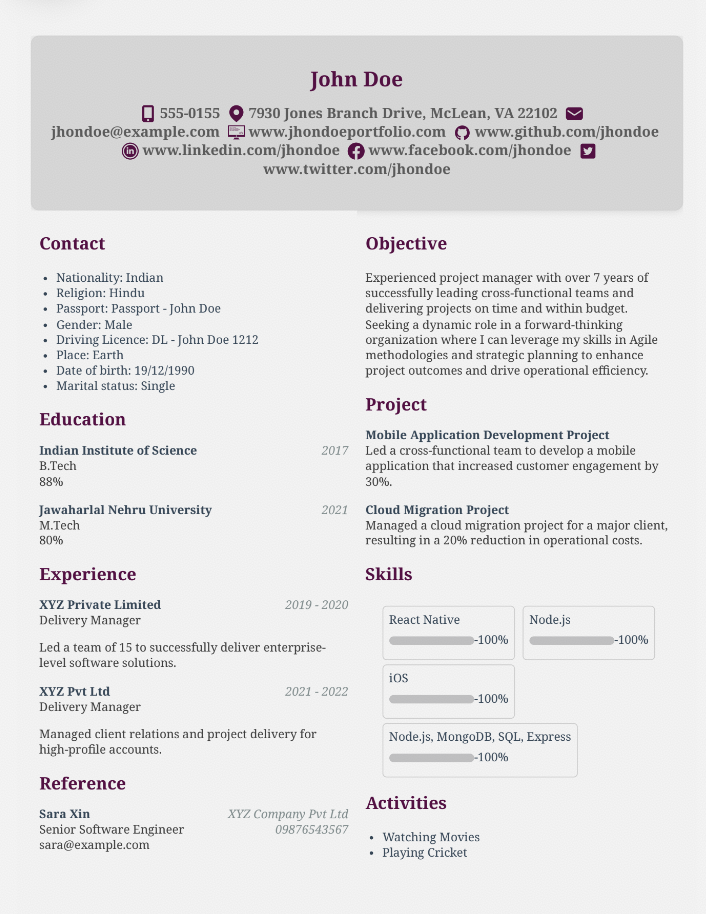 John Doe
555-0155 7930 Jones Branch Drive, McLean, VA 22102
jhondoe@example.com www.jhondoeportfolio.com www.github.com/jhondoe
www.linkedin.com/jhondoe www.facebook.com/jhondoe
www.twitter.com/jhondoe
Contact
• Nationality: Indian
• Religion: Hindu
• Passport: Passport - John Doe
• Gender: Male
• Driving Licence: DL - John Doe 1212
• Place: Earth
• Date of birth: 19/12/1990
• Marital status: Single
Education
Indian Institute of Science 2017
B.Tech
88%
Jawaharlal Nehru University 2021
M.Tech
80%
Experience
XYZ Private Limited 2019 - 2020
Delivery Manager
Led a team of 15 to successfully deliver enterprise-
level software solutions.
XYZ Pvt Ltd 2021 - 2022
Delivery Manager
Managed client relations and project delivery for
high-profile accounts.
Reference
Sara Xin XYZ Company Pvt Ltd
Senior Software Engineer 09876543567
sara@example.com
Objective
Experienced project manager with over 7 years of
successfully leading cross-functional teams and
delivering projects on time and within budget.
Seeking a dynamic role in a forward-thinking
organization where I can leverage my skills in Agile
methodologies and strategic planning to enhance
project outcomes and drive operational efficiency.
Project
Mobile Application Development Project
Led a cross-functional team to develop a mobile
application that increased customer engagement by
30%.
Cloud Migration Project
Managed a cloud migration project for a major client,
resulting in a 20% reduction in operational costs.
Skills
React Native
-100%
Node.js
-100%
iOS
-100%
Node.js, MongoDB, SQL, Express
-100%
Activities
• Watching Movies
• Playing Cricket